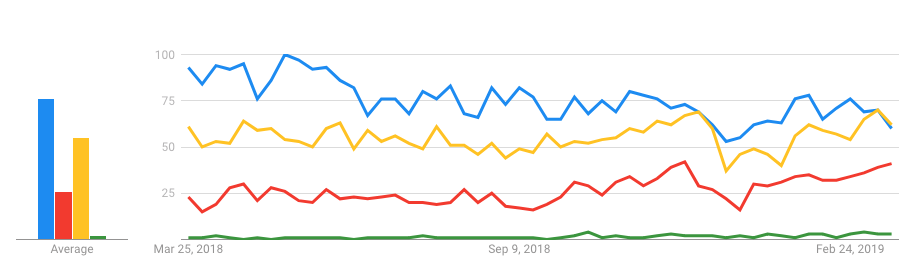 100
75
50
25
Average
Mar 25, 2018
Sep 9, 2018
Feb 24, 2019